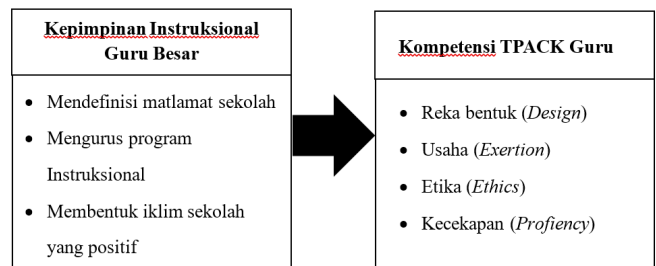 Kepimpinan Instruksional
Guru Besar
• Mendefinisi matlamat sekolah
• Mengurus program
Instruksional
• Membentuk iklim sekolah
yang positif
Kompetensi TPACK Guru
• Reka bentuk (Design)
• Usaha (Exertion)
• Etika (Ethics)
• Kecekapan (Profiency)